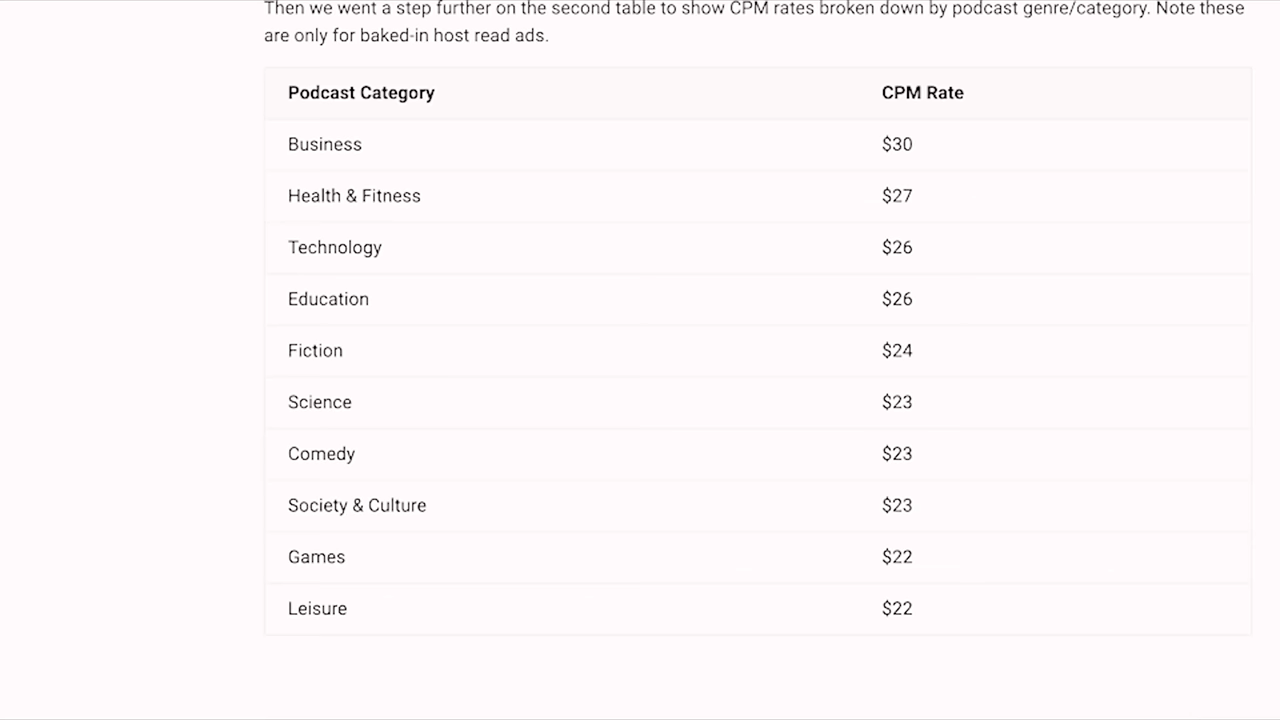 Then we went a step further on the second table to show CPM rates broken down by podcast genre/category. Note these
are only for baked-in host read ads.
Podcast Category CPM Rate
Business $30
Health & Fitness $27
Technology $26
Education $26
Fiction $24
Science $23
Comedy $23
Society & Culture $23
Games $22
Leisure $22